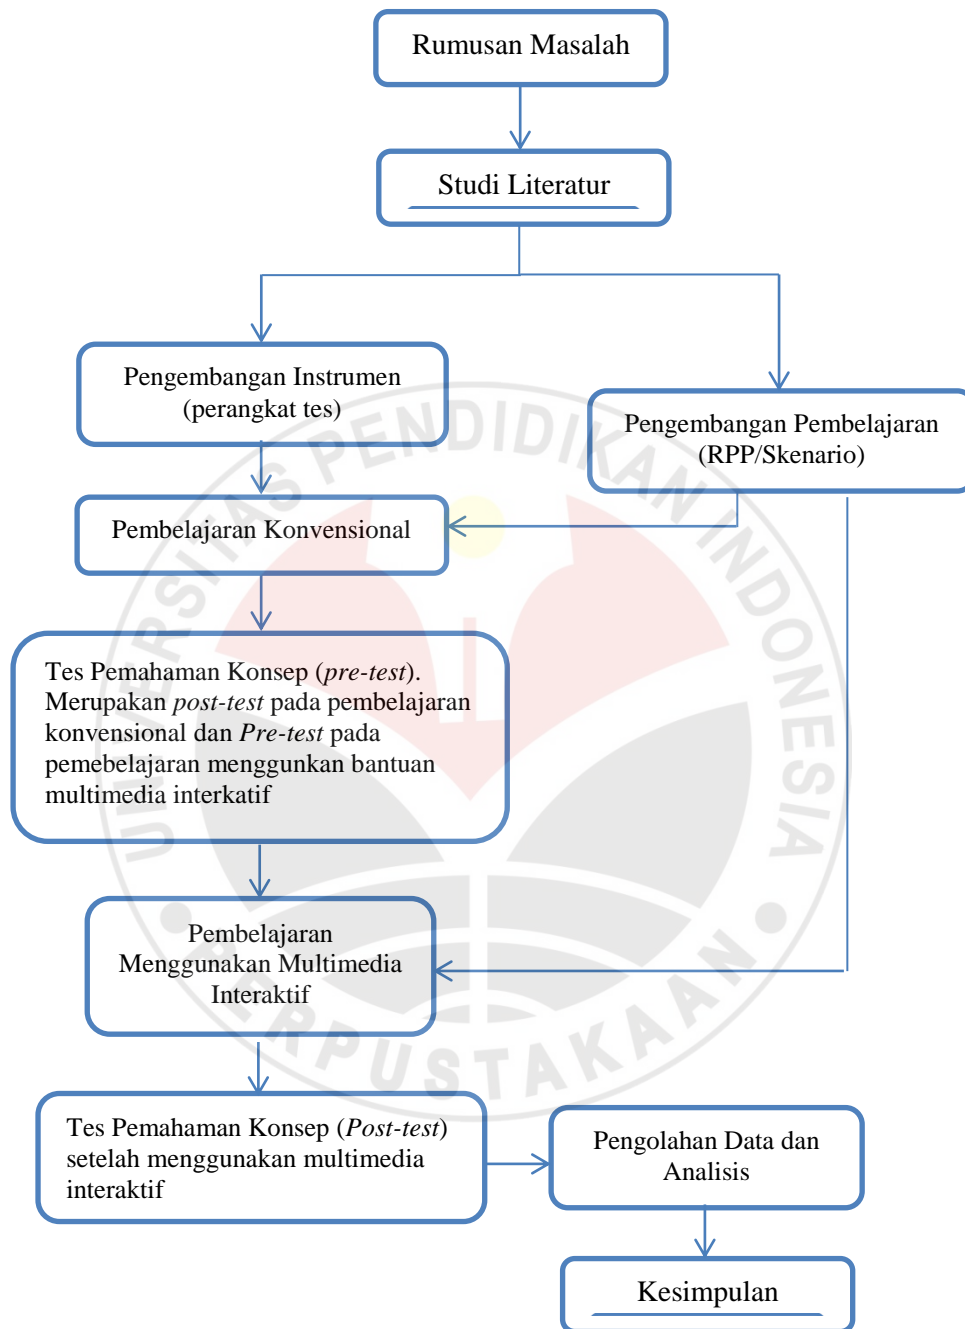 Rumusan Masalah
Studi Literatur
Pengembangan Instrumen
(perangkat tes)
Pengembangan Pembelajaran
(RPP/Skenario)
Pembelajaran Konvensional
Tes Pemahaman Konsep (pre-test).
Merupakan post-test pada pembelajaran
konvensional dan Pre-test pada
pemebelajaran menggunkan bantuan
multimedia interkatif
Pembelajaran
Menggunakan Multimedia
Interaktif
Tes Pemahaman Konsep (Post-test)
setelah menggunakan multimedia
interaktif
Pengolahan Data dan
Analisis
Kesimpulan
UNIVERSITAS PENDIDIKAN INDONESIA
PERPUSTAKAAN